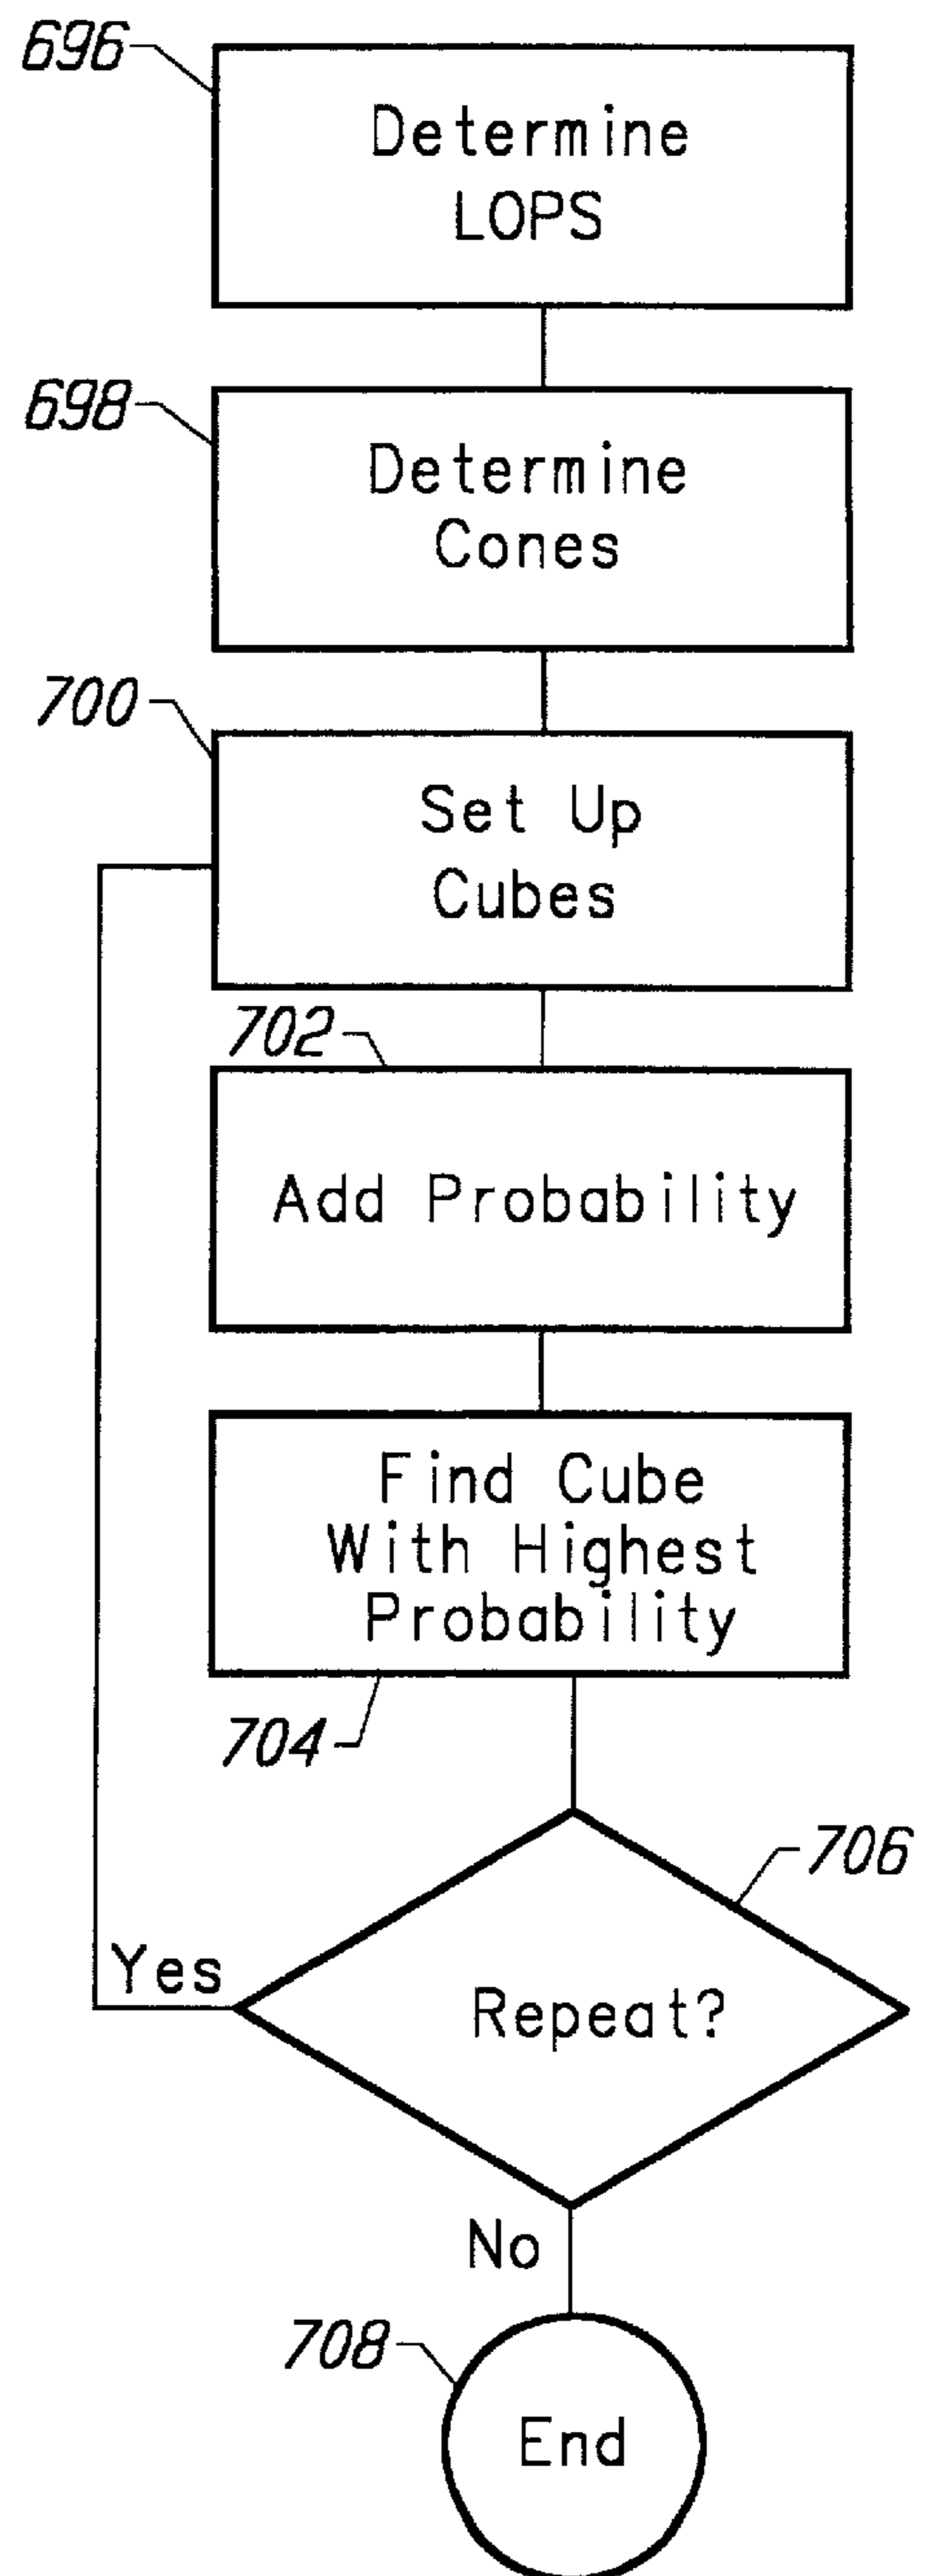 696
Determine
LOPS
698
Determine
Cones
700
Set Up
Cubes
702
Add Probability
Find Cube
With Highest
Probability
704
706
Repeat?
Yes
No
708
End